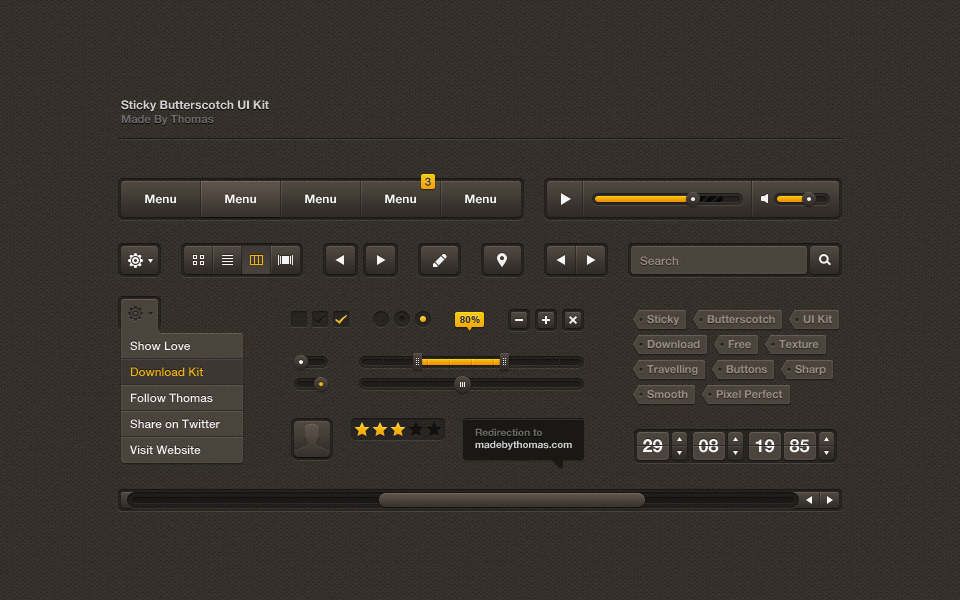 Sticky Butterscotch UI Kit
Made By Thomas
Menu Menu Menu Menu 3 Menu
Search
Show Love
Download Kit
Follow Thomas
Share on Twitter
Visit Website
80%
Sticky Butterscotch UI Kit
Download Free Texture
Travelling Buttons Sharp
Smooth Pixel Perfect
Redirection to
madebythomas.com
29 08 19 85